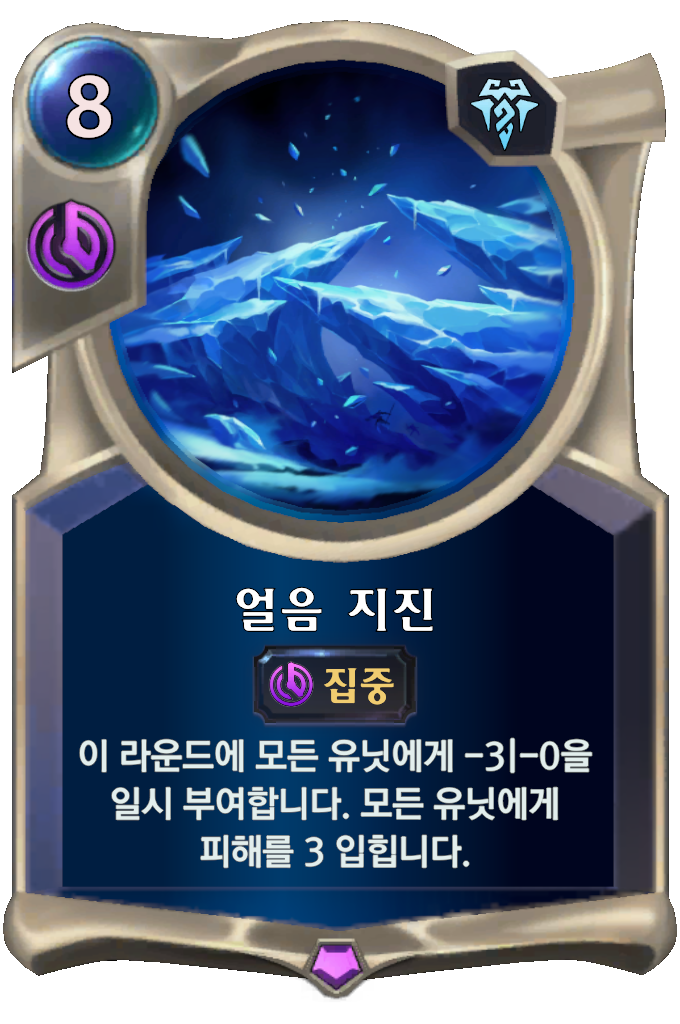 8
얼음 지진
집중
이 라운드에 모든 유닛에게 -3|-0을
일시 부여합니다. 모든 유닛에게
피해를 3 입힙니다.